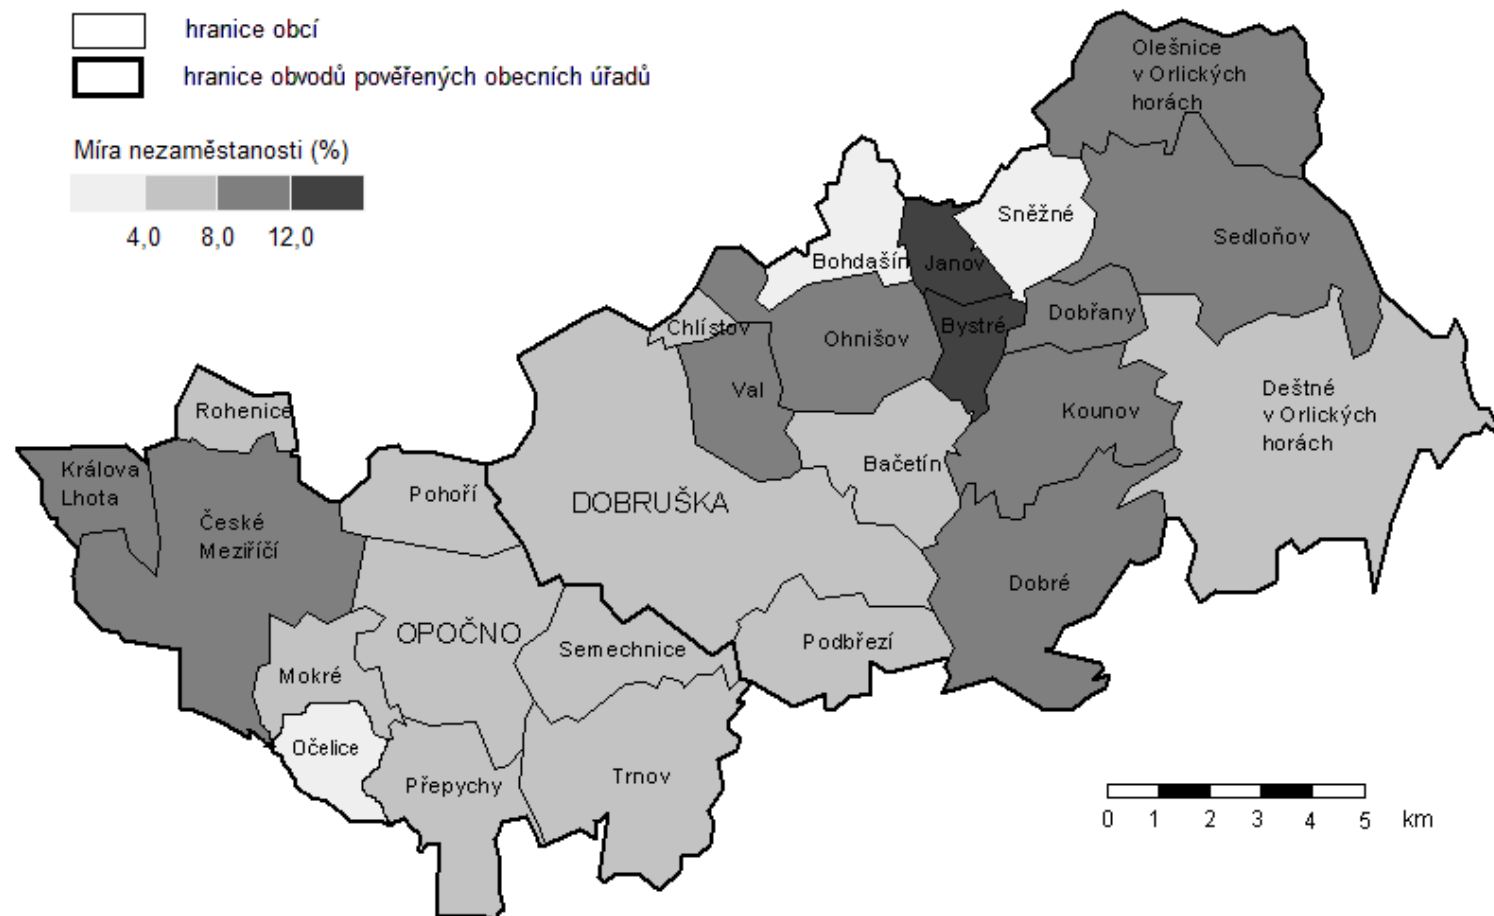 hranice obcí
hranice obvodů pověřených obecních úřadů
Míra nezaměstanosti (%)
4,0 8,0 12,0
Olešnice
v Orlických
horách
Sněžné
Sedloňov
Bohdašín
Janov
Dobřany
Chlístov
Ohnišov
Bystré
Val
Deštné
v Orlických
horách
Rohenice
Kounov
Králova
Lhota
Pohoří
Bačetín
DOBRUŠKA
České
Meziříčí
Dobré
OPOČNO
Semechnice
Podbřezí
Mokré
Očelice
Přepychy
Trnov
0 1 2 3 4 5 km